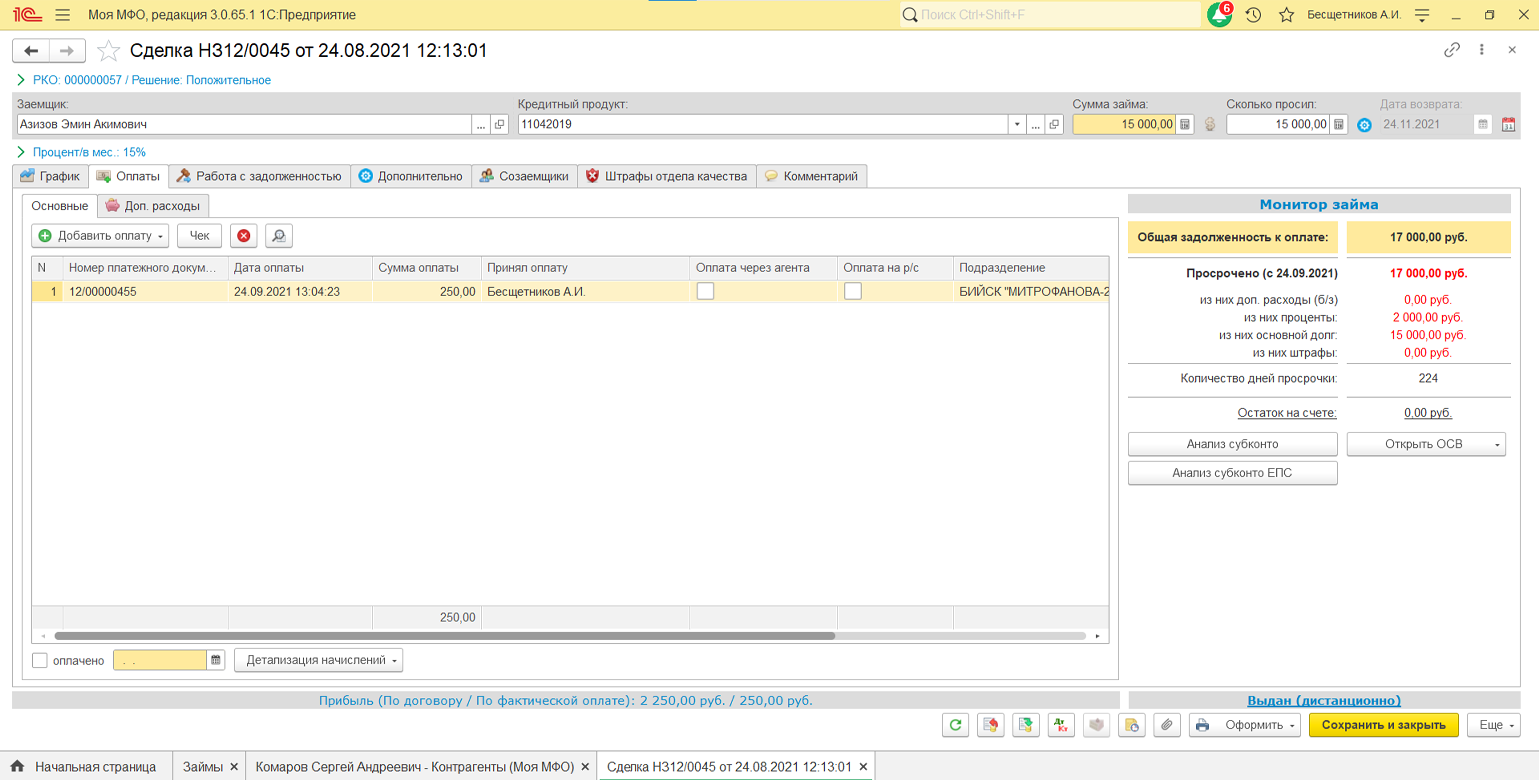 1С Моя МФО, редакция 3.0.65.1 1С:Предприятие Поиск Ctrl+Shift+F 6 Бесщетников А.И.
Сделка Н312/0045 от 24.08.2021 12:13:01
РКО: 000000057 / Решение: Положительное
Заемщик: Кредитный продукт: Сумма займа: Сколько просил: Дата возврата:
Азизов Эмин Акимович ... 11042019 ... 15 000,00 15 000,00 24.11.2021
Процент/в мес.: 15%
График Оплаты Работа с задолженностью Дополнительно Созаемщики Штрафы отдела качества Комментарий
Основные Доп. расходы
Добавить оплату Чек
N Номер платежного докум... Дата оплаты Сумма оплаты Принял оплату Оплата через агента Оплата на р/с Подразделение
1 12/00000455 24.09.2021 13:04:23 250,00 Бесщетников А.И. БИЙСК "МИТРОФАНОВА-2
250,00
оплачено . . Детализация начислений
Монитор займа
Общая задолженность к оплате: 17 000,00 руб.
Просрочено (с 24.09.2021) 17 000,00 руб.
из них доп. расходы (б/з) 0,00 руб.
из них проценты: 2 000,00 руб.
из них основной долг: 15 000,00 руб.
из них штрафы: 0,00 руб.
Количество дней просрочки: 224
Остаток на счете: 0,00 руб.
Анализ субконто Открыть ОСВ
Анализ субконто ЕПС
Прибыль (По договору / По фактической оплате): 2 250,00 руб. / 250,00 руб. Выдан (дистанционно)
Дт Кт Оформить Сохранить и закрыть Еще
Начальная страница Займы Комаров Сергей Андреевич - Контрагенты (Моя МФО) Сделка Н312/0045 от 24.08.2021 12:13:01